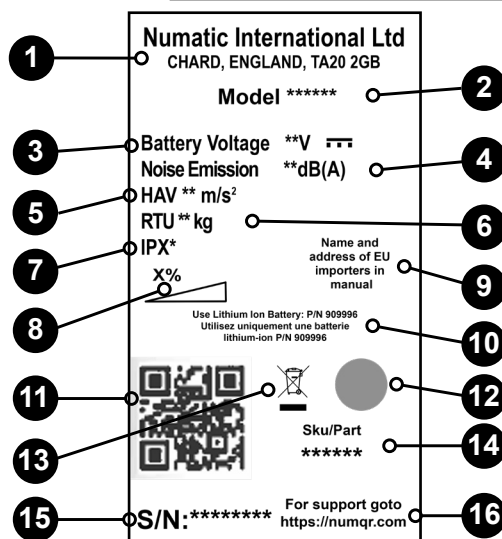 Numatic International Ltd
CHARD, ENGLAND, TA20 2GB
1
Model ******
2
Battery Voltage **V
3
Noise Emission **dB(A)
4
HAV ** m/s²
5
RTU ** kg
6
IPX*
7
X%
8
Name and
address of EU
importers in
manual
9
Use Lithium Ion Battery: P/N 909996
Utilisez uniquement une batterie
lithium-ion P/N 909996
10
11
12
13
Sku/Part
******
14
15
S/N:********
For support goto
https://numqr.com
16